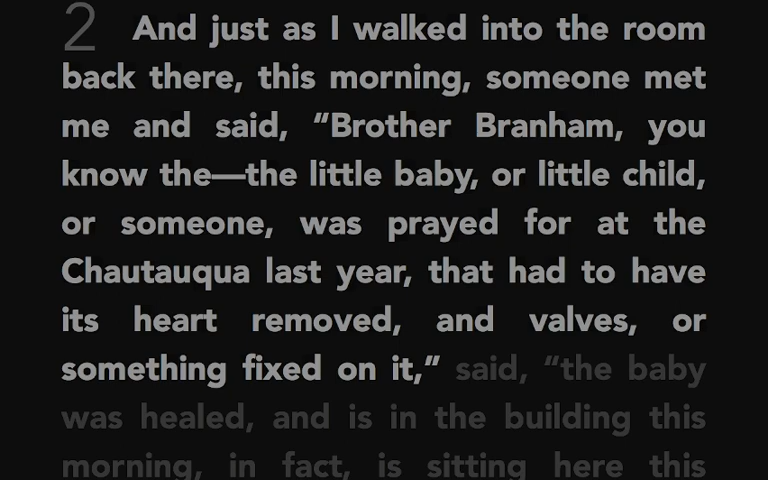 2 And just as I walked into the room
back there, this morning, someone met
me and said, “Brother Branham, you
know the—the little baby, or little child,
or someone, was prayed for at the
Chautauqua last year, that had to have
its heart removed, and valves, or
something fixed on it,” said, “the baby
was healed, and is in the building this
morning, in fact, is sitting here this